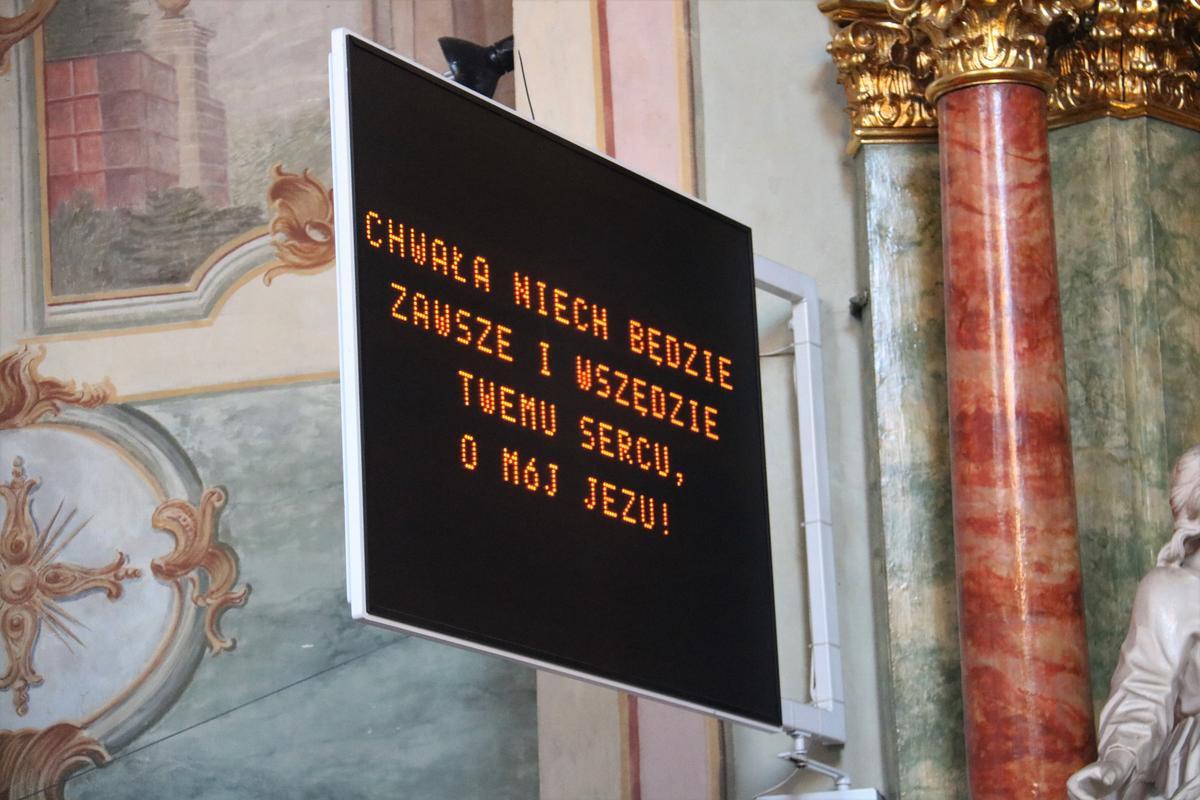 CHWAŁA NIECH BĘDZIE
ZAWSZE I WSZĘDZIE
TWEMU SERCU,
O MÓJ JEZU!